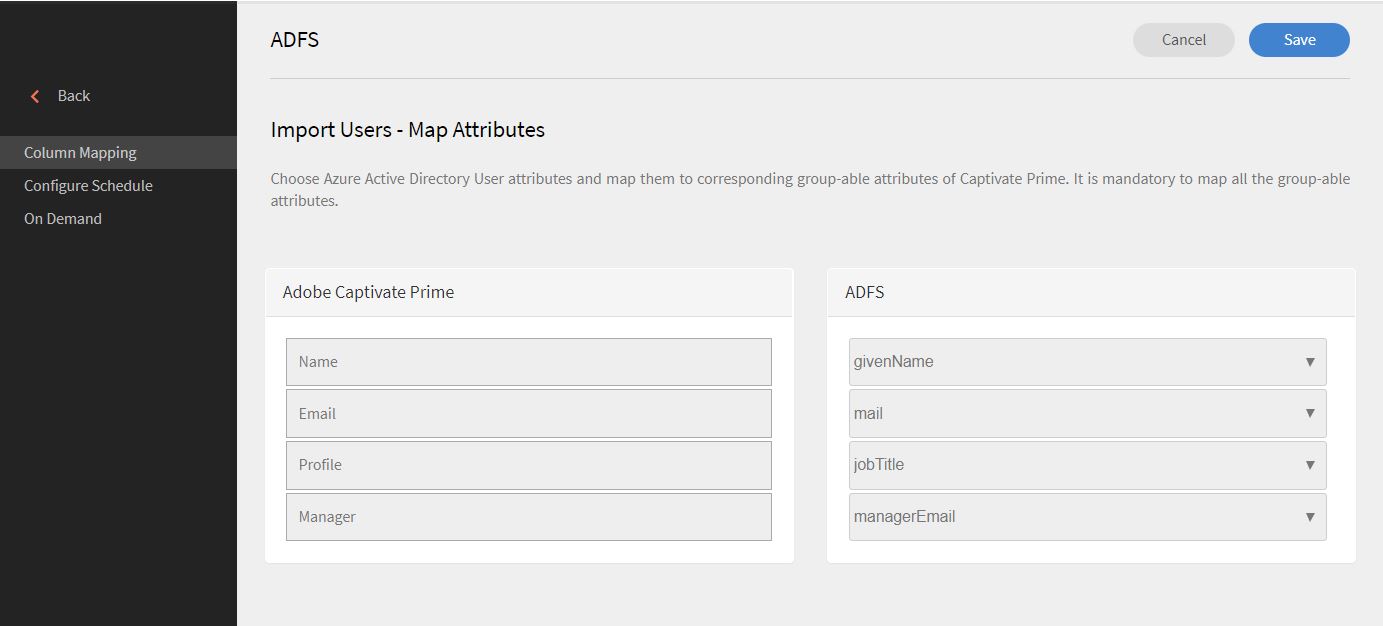 ADFS
Cancel
Save
Back
Column Mapping
Configure Schedule
On Demand
Import Users - Map Attributes
Choose Azure Active Directory User attributes and map them to corresponding group-able attributes of Captivate Prime. It is mandatory to map all the group-able
attributes.
Adobe Captivate Prime
Name
Email
Profile
Manager
ADFS
givenName
mail
jobTitle
managerEmail